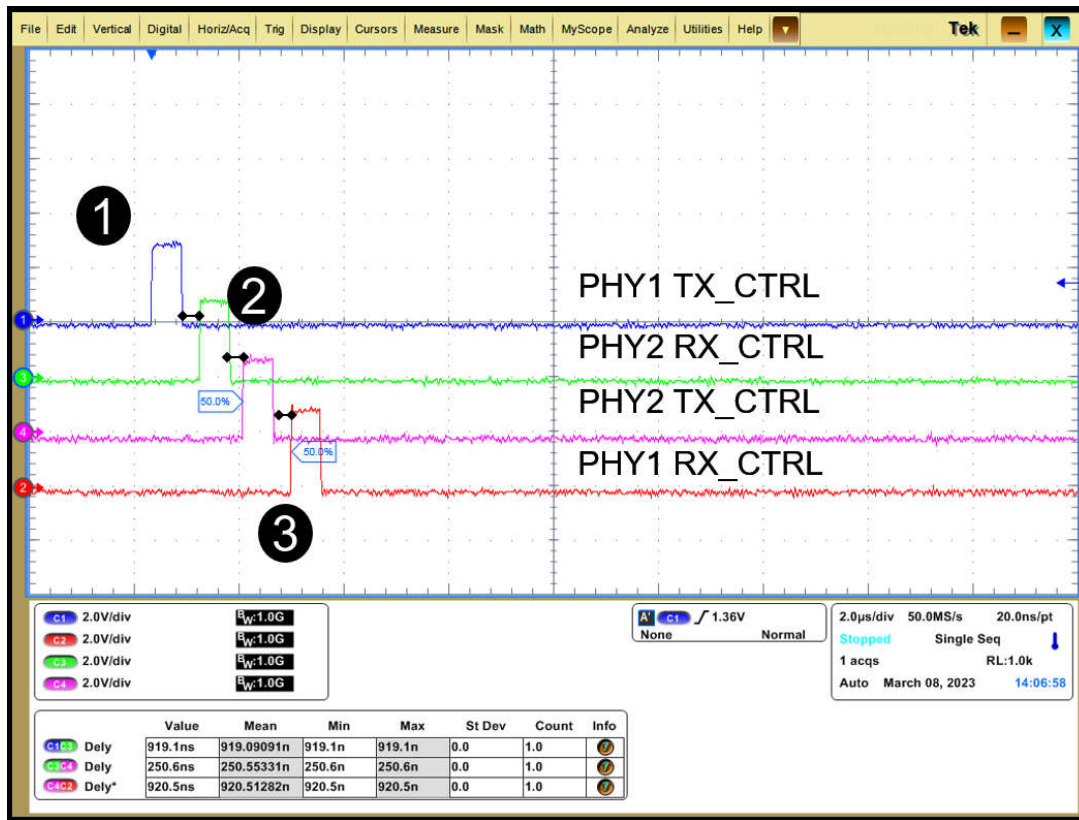 File Edit Vertical Digital Horiz/Acq Trig Display Cursors Measure Mask Math MyScope Analyze Utilities Help Tek X
1
2
PHY1 TX_CTRL
1
PHY2 RX_CTRL
3
50.0%
PHY2 TX_CTRL
4
50.0%
PHY1 RX_CTRL
2
3
C1 2.0V/div BW:1.0G
C2 2.0V/div BW:1.0G
C3 2.0V/div BW:1.0G
C4 2.0V/div BW:1.0G
A' C1 1.36V
None Normal
2.0µs/div 50.0MS/s 20.0ns/pt
Stopped Single Seq
1 acqs RL:1.0k
Auto March 08, 2023 14:06:58
Value Mean Min Max St Dev Count Info
C1C3 Dely 919.1ns 919.09091n 919.1n 919.1n 0.0 1.0
C3C4 Dely 250.6ns 250.55331n 250.6n 250.6n 0.0 1.0
C4C2 Dely* 920.5ns 920.51282n 920.5n 920.5n 0.0 1.0